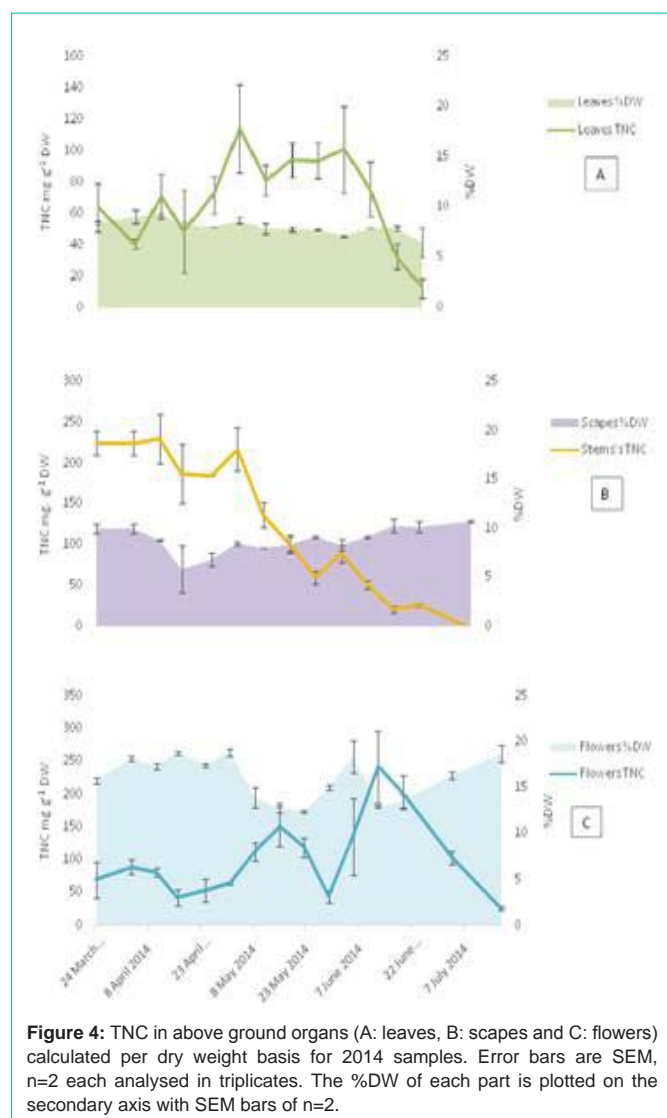 160
140
120
100
80
60
40
20
0
TNC mg g⁻¹ DW
25
20
15
10
5
0
%DW
Leaves %DW
Leaves TNC
A
300
250
200
150
100
50
0
TNC mg. g⁻¹ DW
25
20
15
10
5
0
%DW
Scapes %DW
Stems's TNC
B
350
300
250
200
150
100
50
0
TNC mg g⁻¹ DW
25
20
15
10
5
0
%DW
Flowers %DW
Flowers TNC
C
24 March...
8 April 2014
23 April...
8 May 2014
23 May 2014
7 June 2014
22 June...
7 July 2014
Figure 4: TNC in above ground organs (A: leaves, B: scapes and C: flowers)
calculated per dry weight basis for 2014 samples. Error bars are SEM,
n=2 each analysed in triplicates. The %DW of each part is plotted on the
secondary axis with SEM bars of n=2.